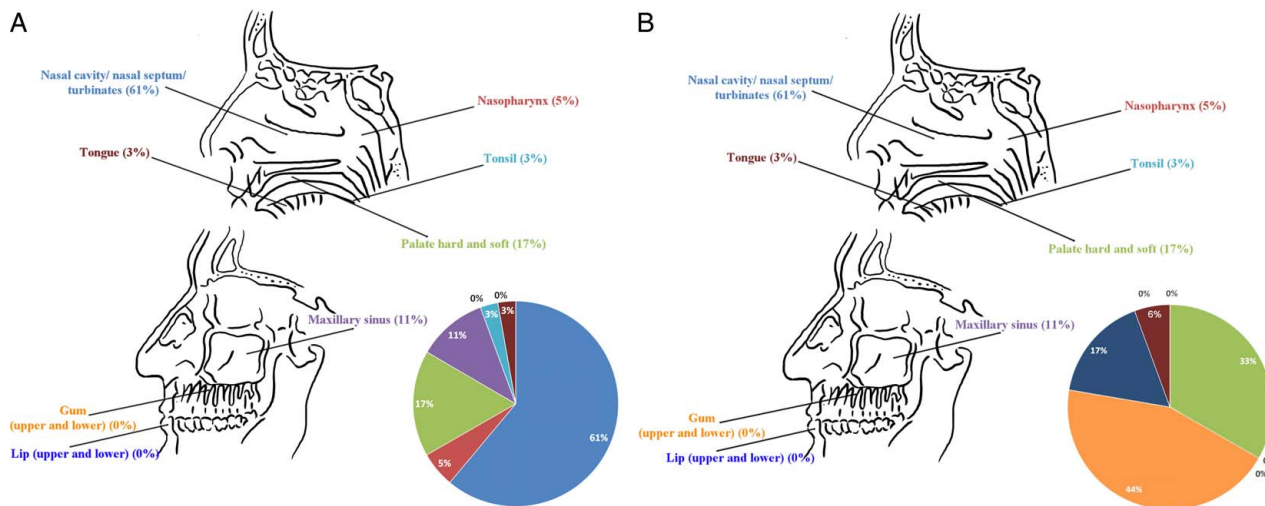 A
Nasal cavity/ nasal septum/
turbinates (61%)
Nasopharynx (5%)
Tongue (3%)
Tonsil (3%)
Palate hard and soft (17%)
Maxillary sinus (11%)
Gum
(upper and lower) (0%)
Lip (upper and lower) (0%)
0%
0%
3%
3%
11%
17%
5%
61%
B
Nasal cavity/ nasal septum/
turbinates (61%)
Nasopharynx (5%)
Tongue (3%)
Tonsil (3%)
Palate hard and soft (17%)
Maxillary sinus (11%)
Gum
(upper and lower) (0%)
Lip (upper and lower) (0%)
0%
0%
6%
17%
33%
0%
44%